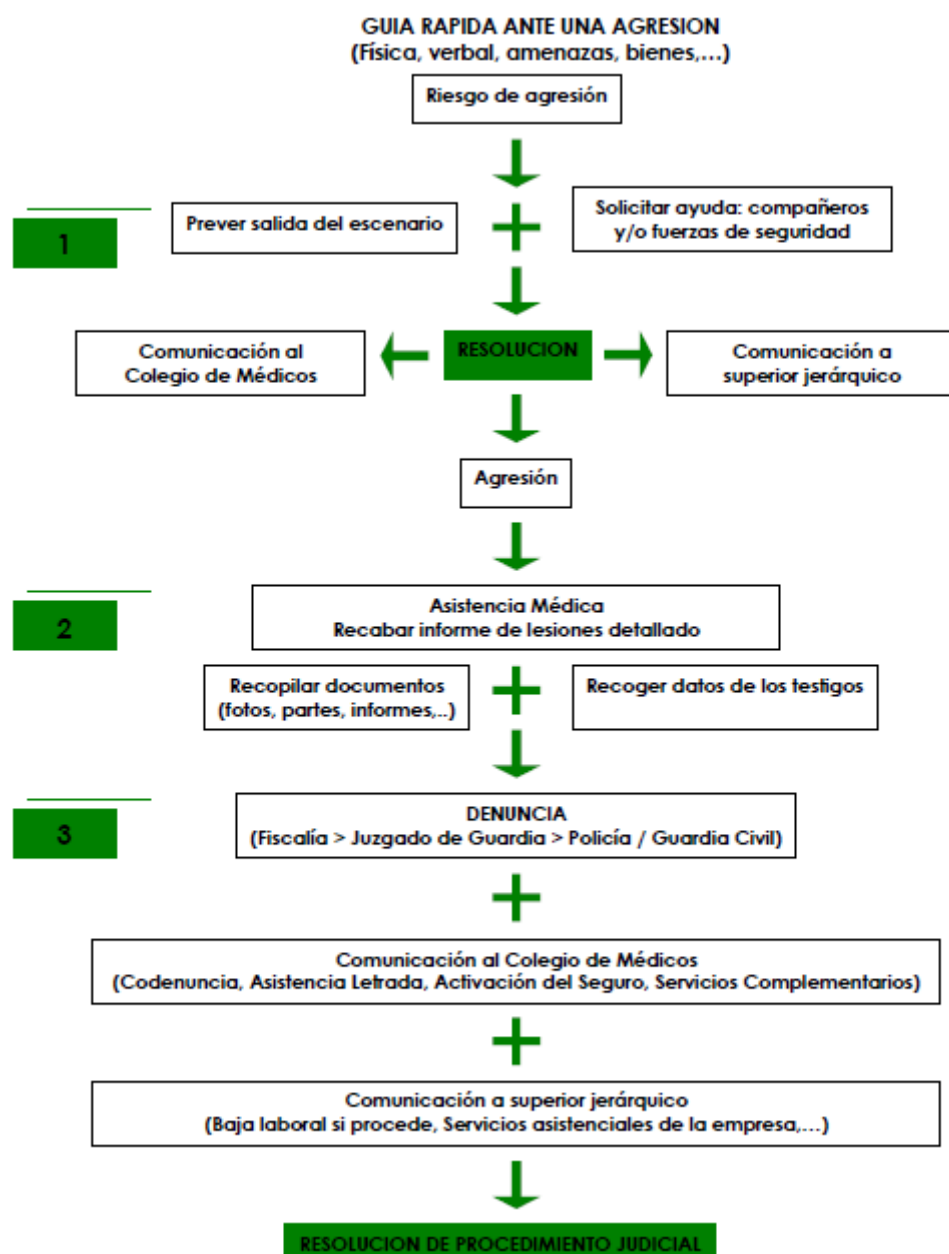 GUIA RAPIDA ANTE UNA AGRESION
(Física, verbal, amenazas, bienes,...)
Riesgo de agresión
1
Prever salida del escenario
Solicitar ayuda: compañeros
y/o fuerzas de seguridad
Comunicación al
Colegio de Médicos
RESOLUCION
Comunicación a
superior jerárquico
Agresión
2
Asistencia Médica
Recabar informe de lesiones detallado
Recopilar documentos
(fotos, partes, informes,..)
Recoger datos de los testigos
3
DENUNCIA
(Fiscalía > Juzgado de Guardia > Policía / Guardia Civil)
Comunicación al Colegio de Médicos
(Codenuncia, Asistencia Letrada, Activación del Seguro, Servicios Complementarios)
Comunicación a superior jerárquico
(Baja laboral si procede, Servicios asistenciales de la empresa,...)
RESOLUCION DE PROCEDIMIENTO JUDICIAL